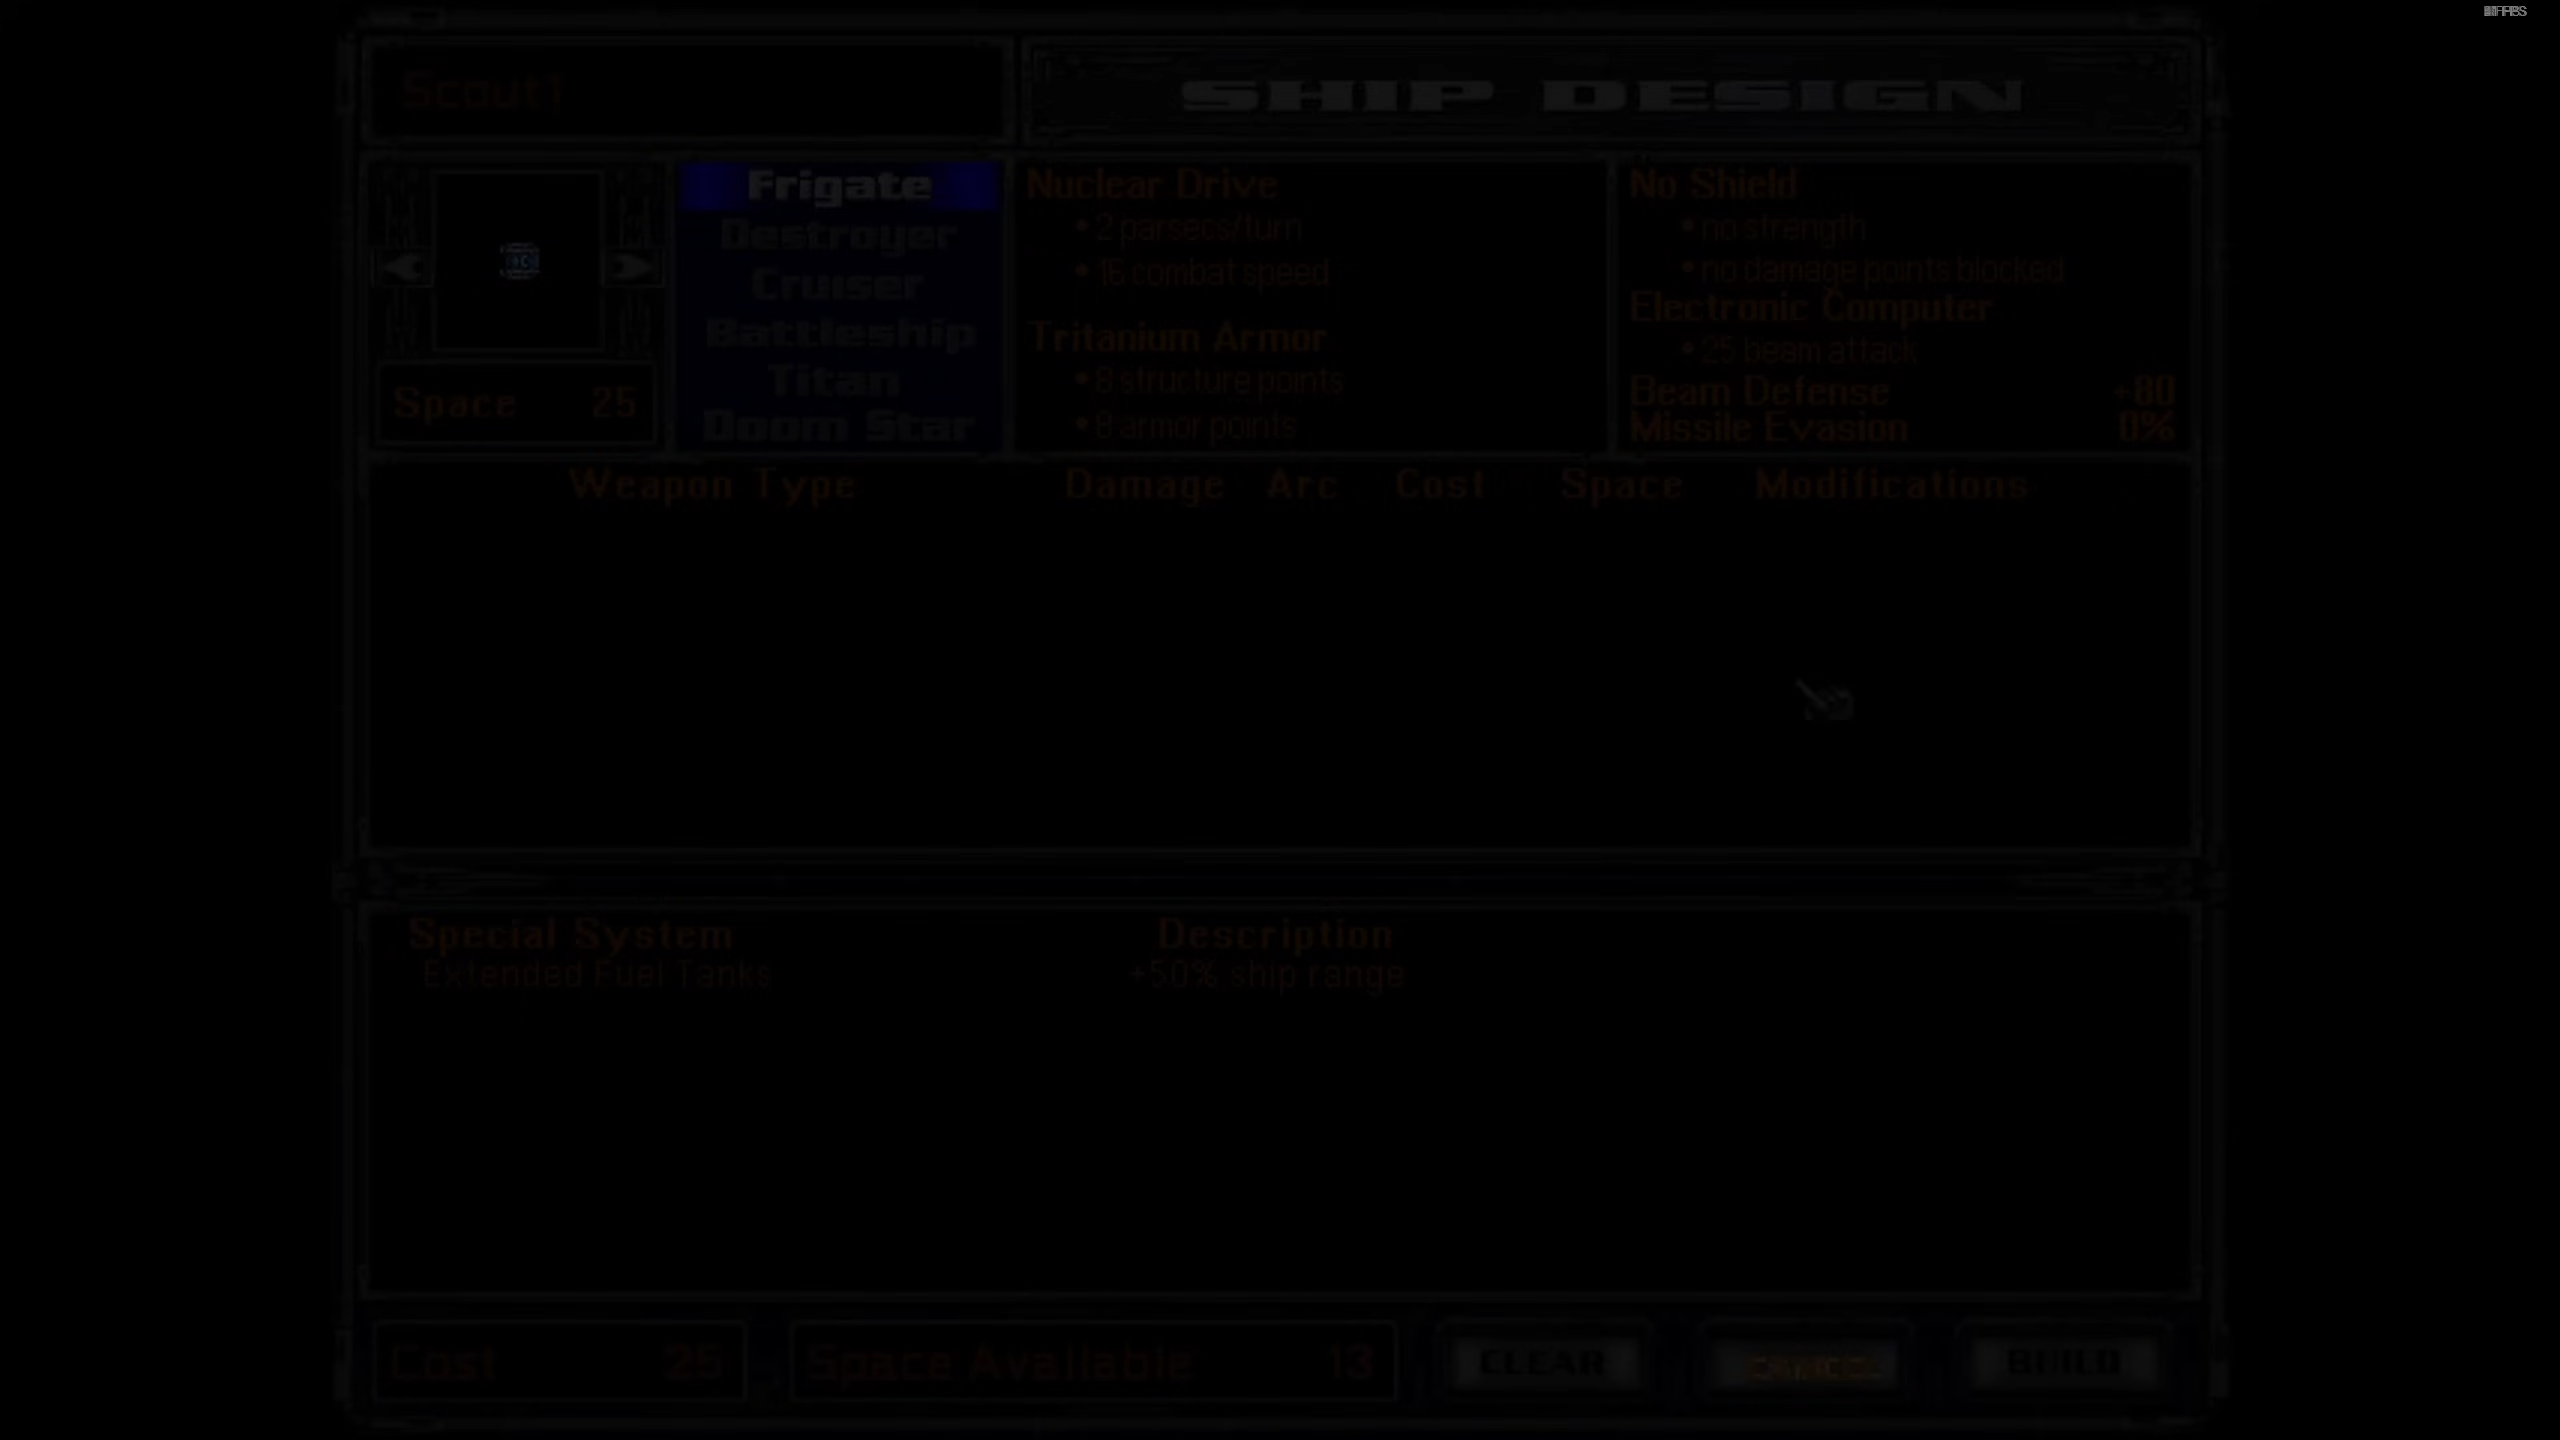 Scout1
SHIP DESIGN
Frigate
Destroyer
Cruiser
Battleship
Titan
Doom Star
Space 25
Nuclear Drive
• 2 parsecs/turn
• 16 combat speed
Tritanium Armor
• 8 structure points
• 8 armor points
No Shield
• no strength
• no damage points blocked
Electronic Computer
• 25 beam attack
Beam Defense +80
Missile Evasion 0%
Weapon Type Damage Arc Cost Space Modifications
Special System Description
Extended Fuel Tanks +50% ship range
Cost 25
Space Available 13
CLEAR
CANCEL
BUILD